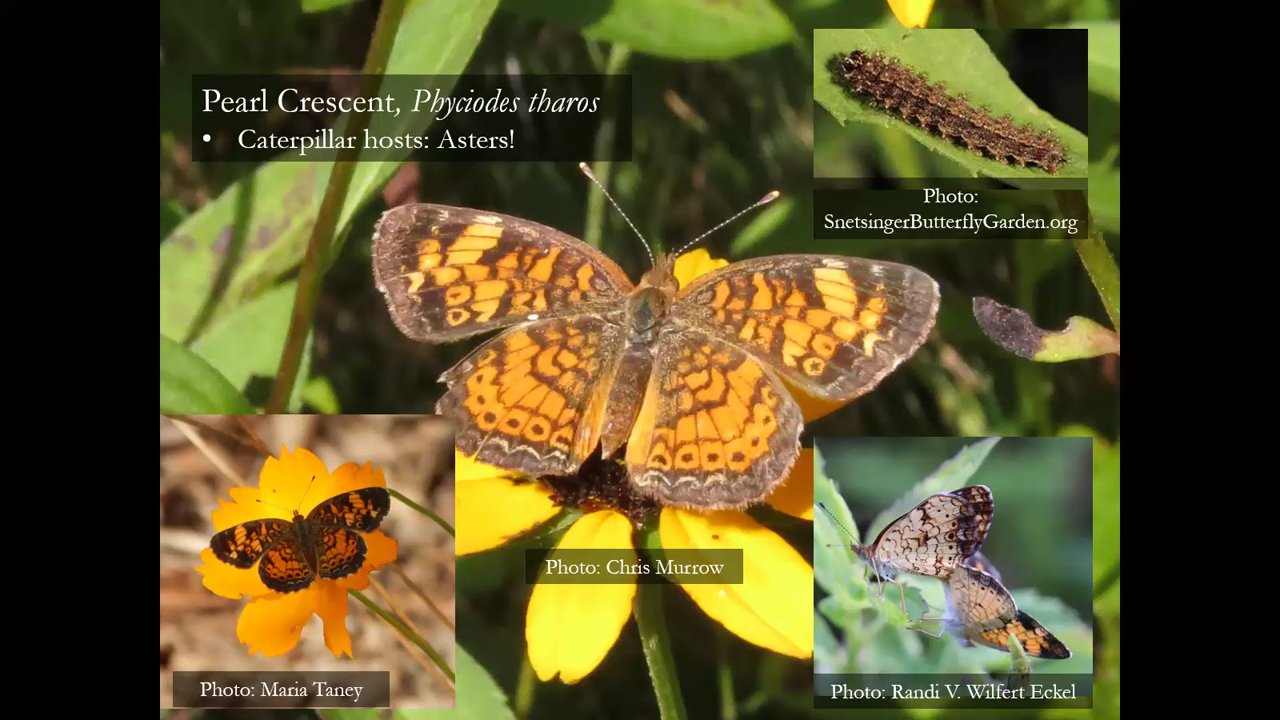 Pearl Crescent, Phyciodes tharos
• Caterpillar hosts: Asters!
Photo:
SnetsingerButterflyGarden.org
Photo: Chris Murrow
Photo: Maria Taney
Photo: Randi V. Wilfert Eckel